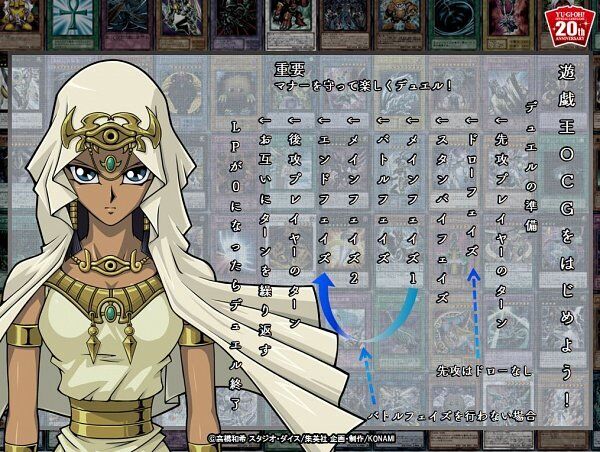 遊戯王OCGをはじめよう！
デュエルの準備
↓先攻プレイヤーのターン
↓ドローフェイズ
↓スタンバイフェイズ
↓メインフェイズ1
↓バトルフェイズ
↓メインフェイズ2
↓エンドフェイズ
↓後攻プレイヤーのターン
↓お互いにターンを繰り返す
LPが0になったらデュエル終了
重要
マナーを守って楽しくデュエル！
先攻はドローなし
バトルフェイズを行わない場合
YU-GI-OH!
20th
ANNIVERSARY
©高橋和希 スタジオ・ダイス/集英社 企画・制作/KONAMI